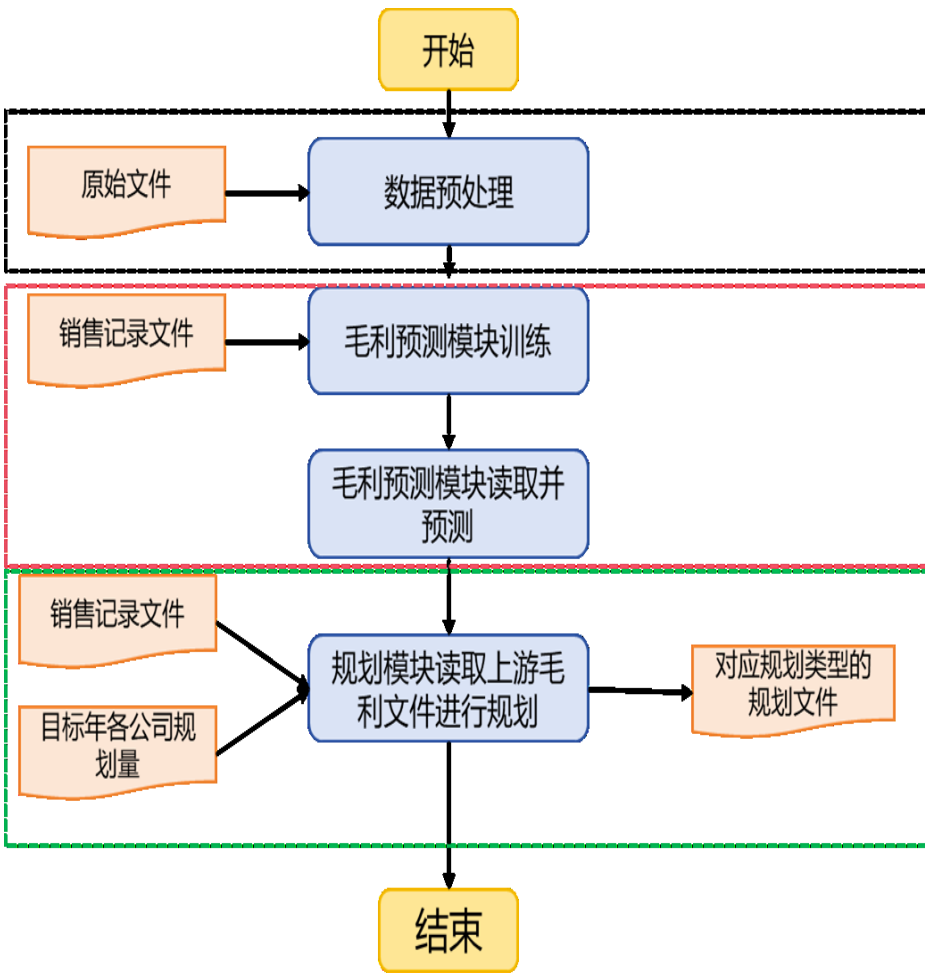 开始
原始文件
数据预处理
销售记录文件
毛利预测模块训练
毛利预测模块读取并
预测
销售记录文件
目标年各公司规
划量
规划模块读取上游毛
利文件进行规划
对应规划类型的
规划文件
结束